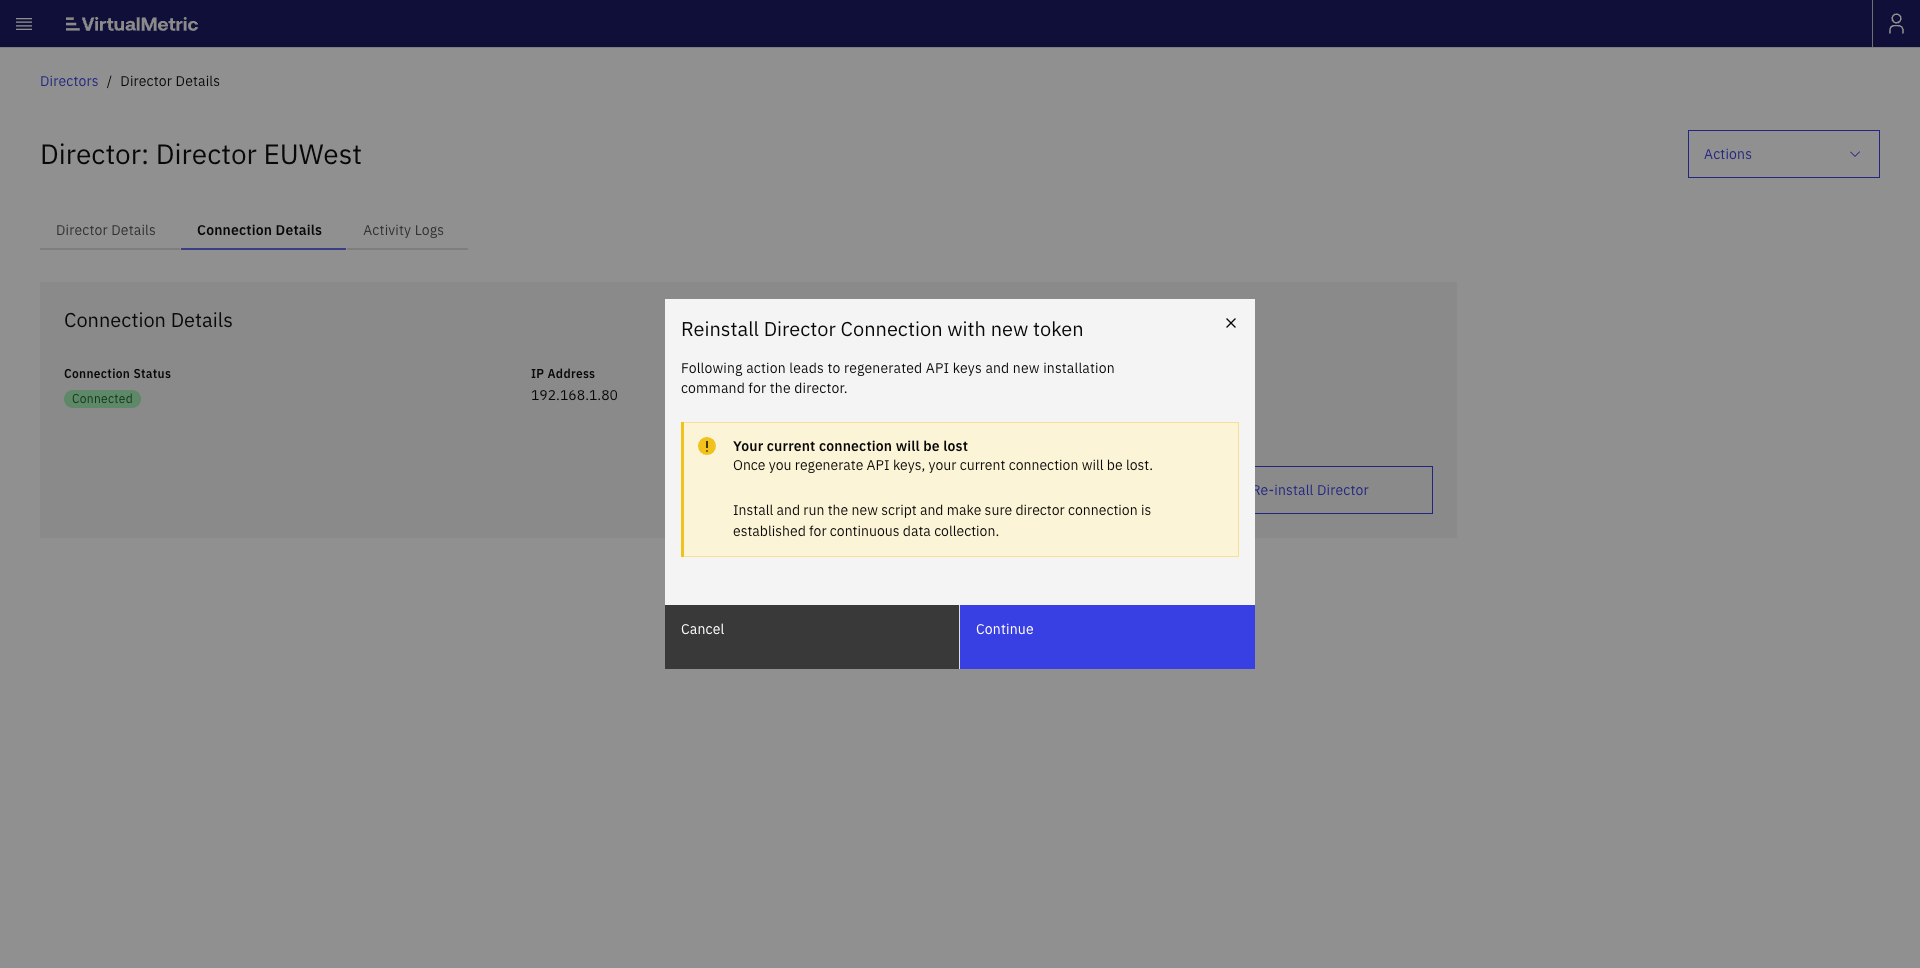 VirtualMetric
Directors / Director Details
Director: Director EUWest
Actions
Director Details
Connection Details
Activity Logs
Connection Details
Connection Status
Connected
IP Address
192.168.1.80
Re-install Director
Reinstall Director Connection with new token
Following action leads to regenerated API keys and new installation
command for the director.
Your current connection will be lost
Once you regenerate API keys, your current connection will be lost.
Install and run the new script and make sure director connection is
established for continuous data collection.
Cancel
Continue